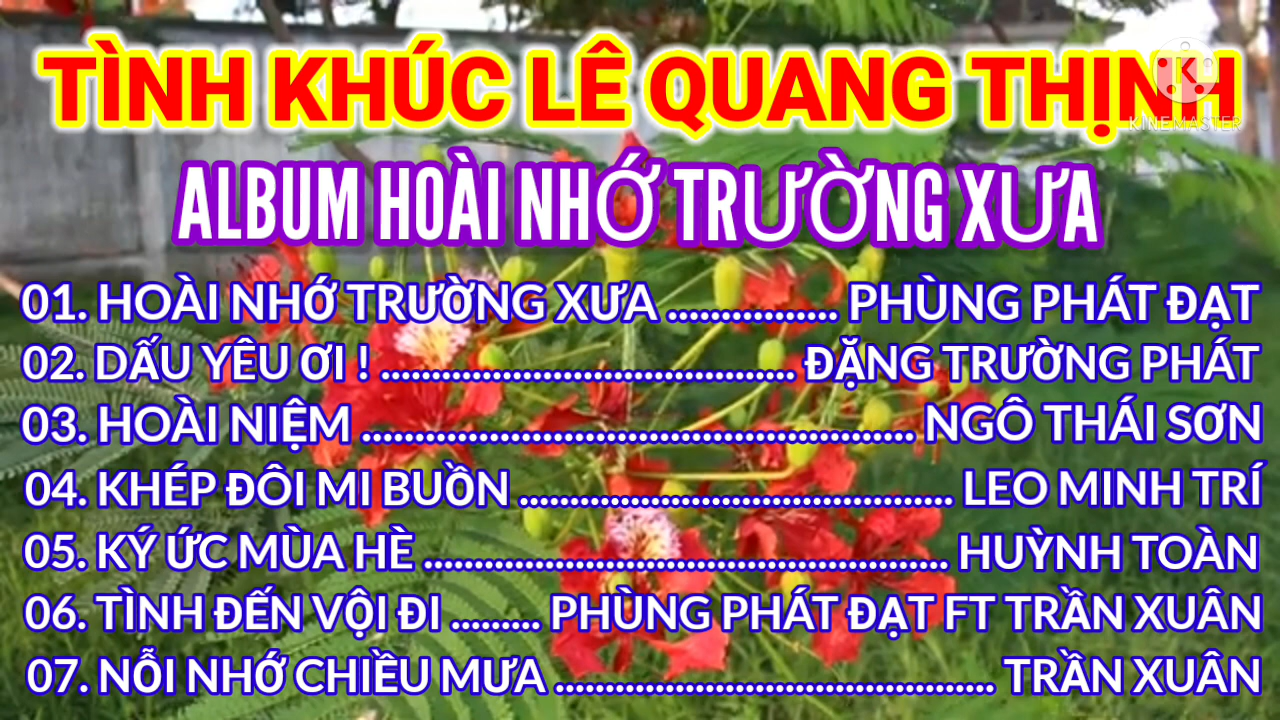 TÌNH KHÚC LÊ QUANG THỊNH
KINEMASTER
ALBUM HOÀI NHỚ TRƯỜNG XƯA
01. HOÀI NHỚ TRƯỜNG XƯA ................ PHÙNG PHÁT ĐẠT
02. DẤU YÊU ƠI ! ........................................ ĐẶNG TRƯỜNG PHÁT
03. HOÀI NIỆM ..................................................... NGÔ THÁI SƠN
04. KHÉP ĐÔI MI BUỒN .......................................... LEO MINH TRÍ
05. KÝ ỨC MÙA HÈ ................................................... HUỲNH TOÀN
06. TÌNH ĐẾN VỘI ĐI ......... PHÙNG PHÁT ĐẠT FT TRẦN XUÂN
07. NỖI NHỚ CHIỀU MƯA ........................................... TRẦN XUÂN